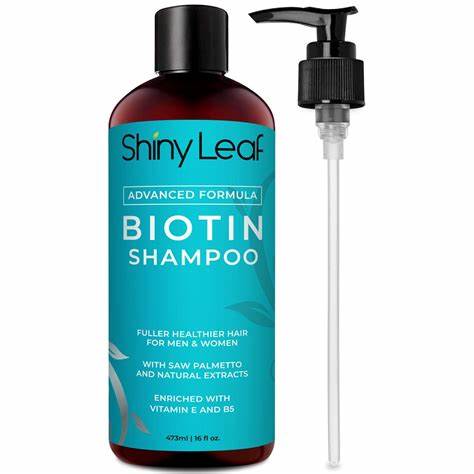 Shiny Leaf
ADVANCED FORMULA
BIOTIN
SHAMPOO
FULLER HEALTHIER HAIR
FOR MEN & WOMEN
WITH SAW PALMETTO
AND NATURAL EXTRACTS
ENRICHED WITH
VITAMIN E AND B5
473ml | 16 fl. oz.